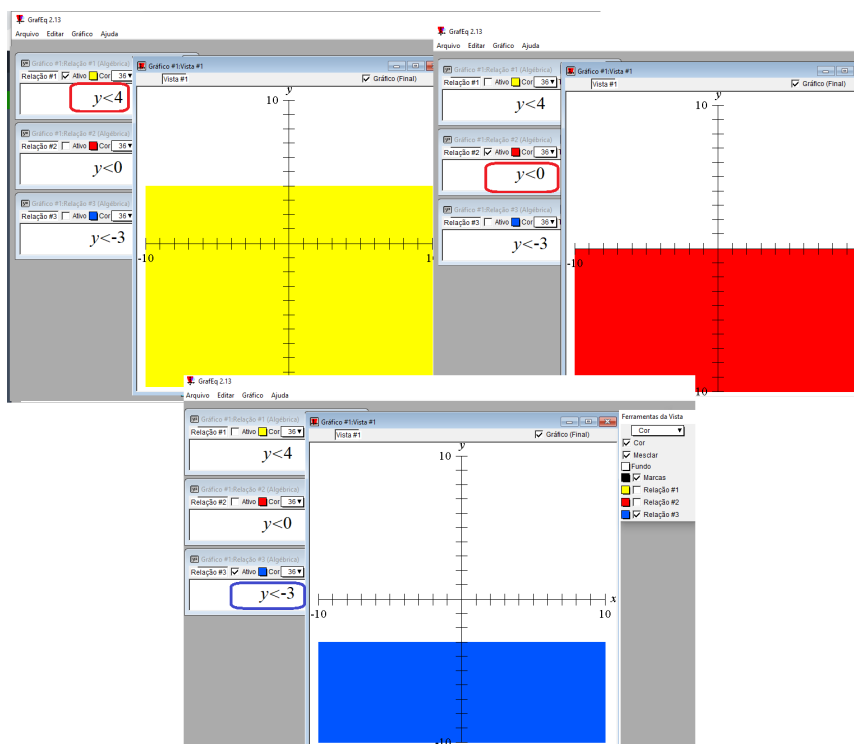 GrafEq 2.13
Arquivo Editar Gráfico Ajuda
Gráfico #1:Relação #1 (Algébrica)
Relação #1 Ativo Cor 36
y<4
Gráfico #1:Relação #2 (Algébrica)
Relação #2 Ativo Cor 36
y<0
Gráfico #1:Relação #3 (Algébrica)
Relação #3 Ativo Cor 36
y<-3
Gráfico #1:Vista #1
Vista #1 Gráfico (Final)
y
10
-10
1
GrafEq 2.13
Arquivo Editar Gráfico Ajuda
Gráfico #1:Relação #1 (Algébrica)
Relação #1 Ativo Cor 36
y<4
Gráfico #1:Relação #2 (Algébrica)
Relação #2 Ativo Cor 36
y<0
Gráfico #1:Relação #3 (Algébrica)
Relação #3 Ativo Cor 36
y<-3
Gráfico #1:Vista #1
Vista #1 Gráfico (Final)
y
10
-10
10
GrafEq 2.13
Arquivo Editar Gráfico Ajuda
Gráfico #1:Relação #1 (Algébrica)
Relação #1 Ativo Cor 36
y<4
Gráfico #1:Relação #2 (Algébrica)
Relação #2 Ativo Cor 36
y<0
Gráfico #1:Relação #3 (Algébrica)
Relação #3 Ativo Cor 36
y<-3
Gráfico #1:Vista #1
Vista #1 Gráfico (Final)
y
10
x
-10
10
-10
Ferramentas da Vista
Cor
Cor
Mesclar
Fundo
Marcas
Relação #1
Relação #2
Relação #3